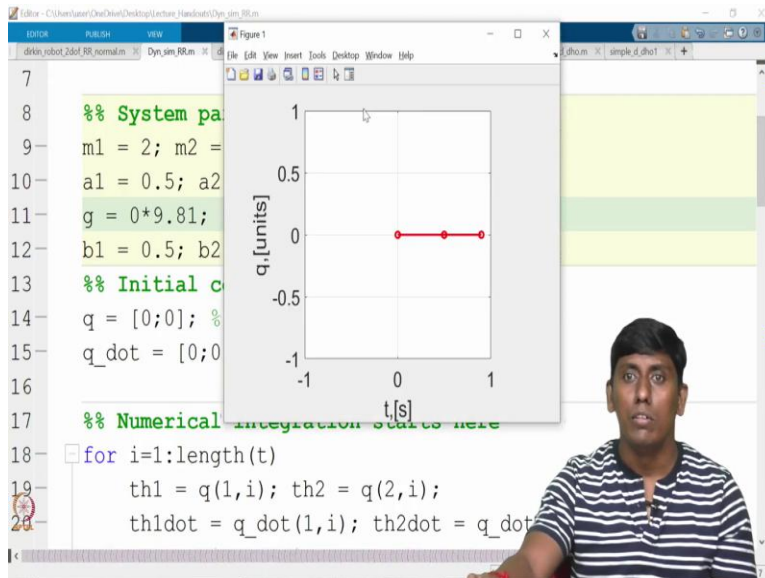 Editor - C:\Users\user\OneDrive\Desktop\Lecture_Handouts\Dyn_sim_RR.m
EDITOR PUBLISH VIEW
dirkin_robot_2dof_RR_normal.m Dyn_sim_RR.m d_dho.m simple_d_dho1 +
Figure 1
File Edit View Insert Tools Desktop Window Help
1
0.5
0
-0.5
-1
-1 0 1
q,[units]
t,[s]
7
8 %% System pa
9 m1 = 2; m2 =
10 a1 = 0.5; a2
11 g = 0*9.81;
12 b1 = 0.5; b2
13 %% Initial c
14 q = [0;0]; %
15 q_dot = [0;0
16
17 %% Numerical integration starts here
18 for i=1:length(t)
19 th1 = q(1,i); th2 = q(2,i);
20 th1dot = q_dot(1,i); th2dot = q_dot